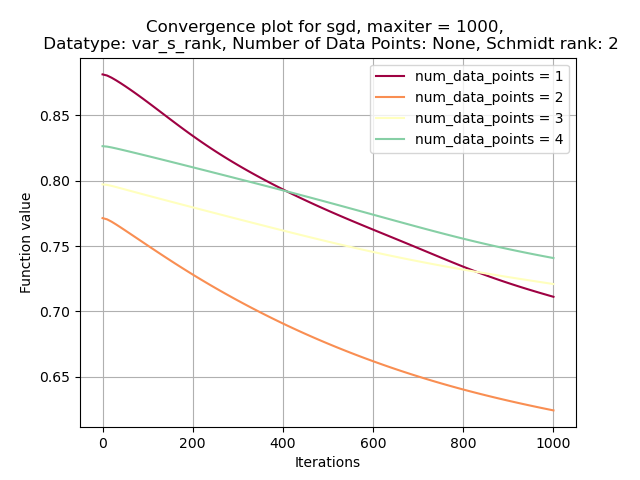 Convergence plot for sgd, maxiter = 1000,
Datatype: var_s_rank, Number of Data Points: None, Schmidt rank: 2
num_data_points = 1
num_data_points = 2
num_data_points = 3
num_data_points = 4
Function value
0.85
0.80
0.75
0.70
0.65
0 200 400 600 800 1000
Iterations